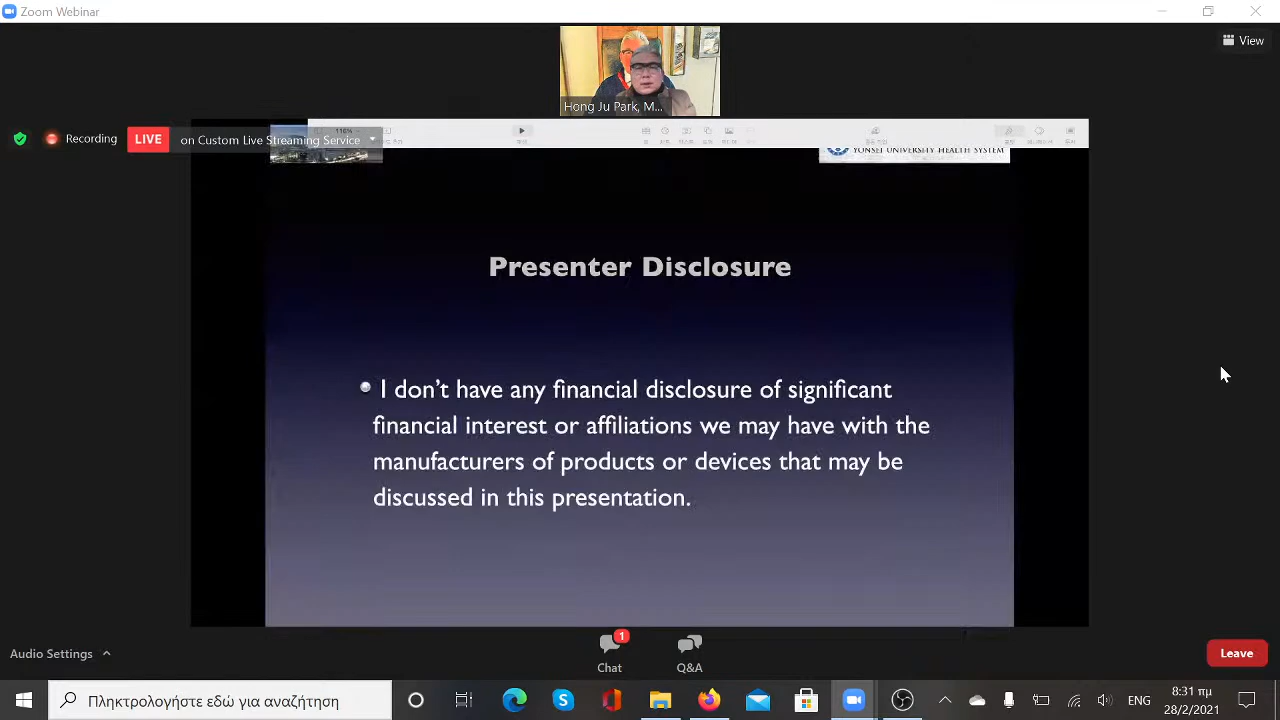 Zoom Webinar
View
Hong Ju Park, M...
Recording
LIVE
on Custom Live Streaming Service
116%
YONSEI UNIVERSITY HEALTH SYSTEM
Presenter Disclosure
I don’t have any financial disclosure of significant
financial interest or affiliations we may have with the
manufacturers of products or devices that may be
discussed in this presentation.
1
Audio Settings
Chat
Q&A
Leave
Πληκτρολογήστε εδώ για αναζήτηση
ENG
8:31 πμ
28/2/2021